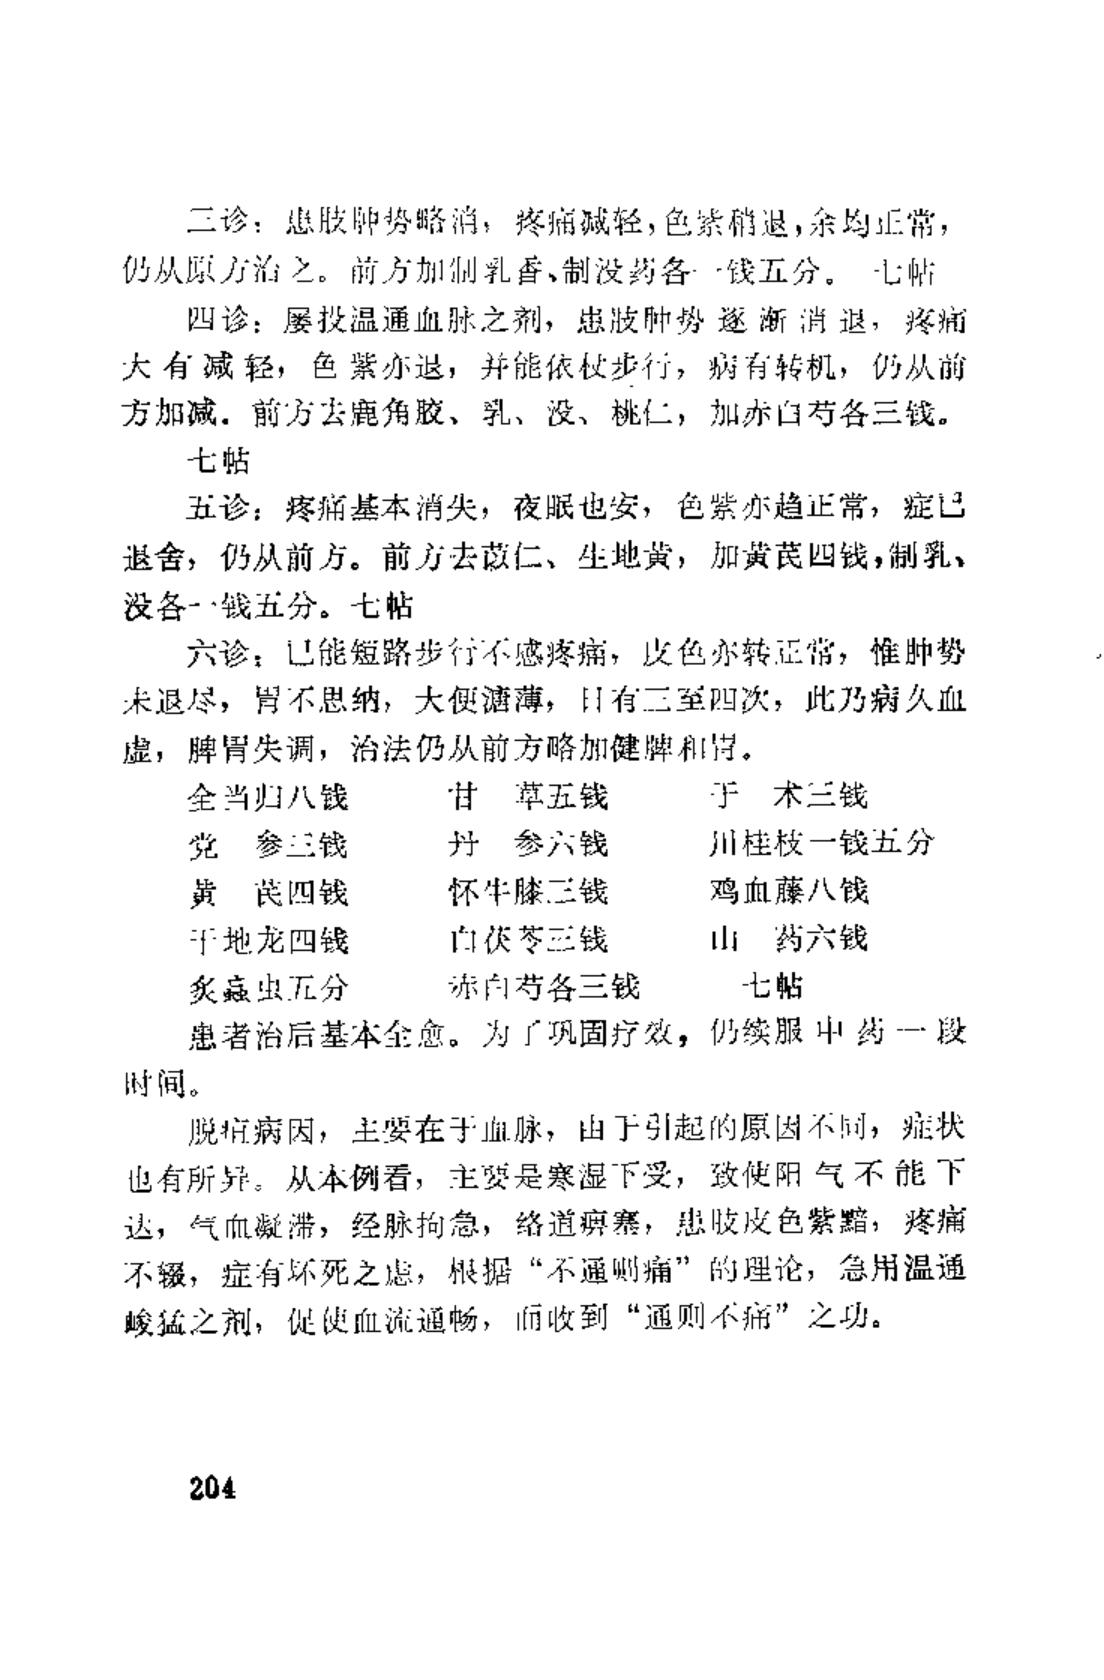 三诊：患肢肿势略消，疼痛减轻，色紫稍退，余均正常，
仍从原方治之。前方加制乳香、制没药各一钱五分。 七帖
四诊：屡投温通血脉之剂，患肢肿势逐渐消退，疼痛
大有减轻，色紫亦退，并能依杖步行，病有转机，仍从前
方加减．前方去鹿角胶、乳、没、桃仁，加赤白芍各三钱。
七帖
五诊：疼痛基本消失，夜眠也安，色紫亦趋正常，症已
退舍，仍从前方。前方去苡仁、生地黄，加黄芪四钱，制乳、
没各一钱五分。七帖
六诊：已能短路步行不感疼痛，皮色亦转正常，惟肿势
未退尽，胃不思纳，大便溏薄，日有三至四次，此乃病久血
虚，脾胃失调，治法仍从前方略加健脾和胃。
全当归八钱 甘 草五钱 于 术三钱
党 参三钱 丹 参六钱 川桂枝一钱五分
黄 芪四钱 怀牛膝三钱 鸡血藤八钱
干地龙四钱 白茯苓三钱 山 药六钱
炙蟲虫五分 赤白芍各三钱 七帖
患者治后基本全愈。为了巩固疗效，仍续服中药一段
时间。
脱疽病因，主要在于血脉，由于引起的原因不同，症状
也有所异。从本例看，主要是寒湿下受，致使阳气不能下
达，气血凝滞，经脉拘急，络道痹塞，患肢皮色紫黯，疼痛
不辍，症有坏死之虑，根据“不通则痛”的理论，急用温通
峻猛之剂，促使血流通畅，而收到“通则不痛”之功。
204